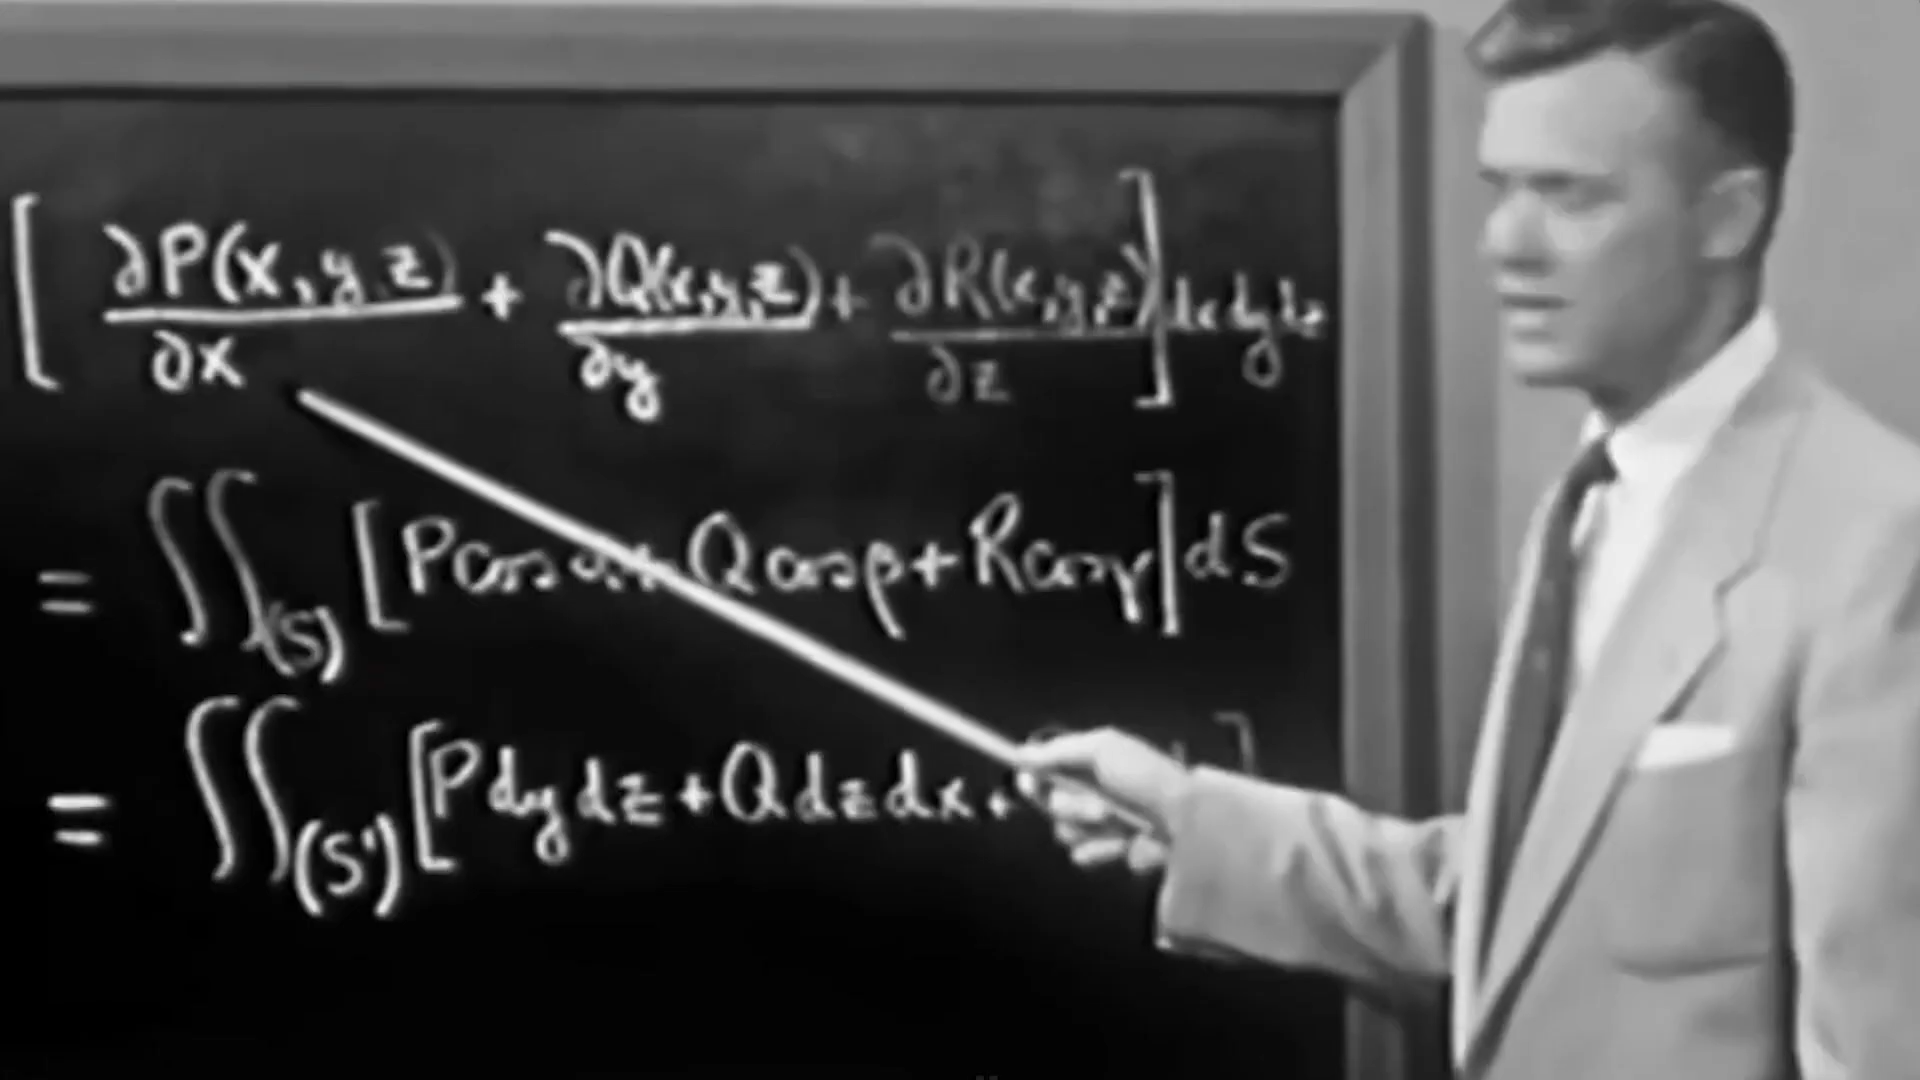 [ ∂P(x,y,z)/∂x + ∂Q(x,y,z)/∂y + ∂R(x,y,z)/∂z ] dx dy dz
= ∬(S) [P cos α + Q cos β + R cos γ] dS
= ∬(S') [P dy dz + Q dz dx + ]